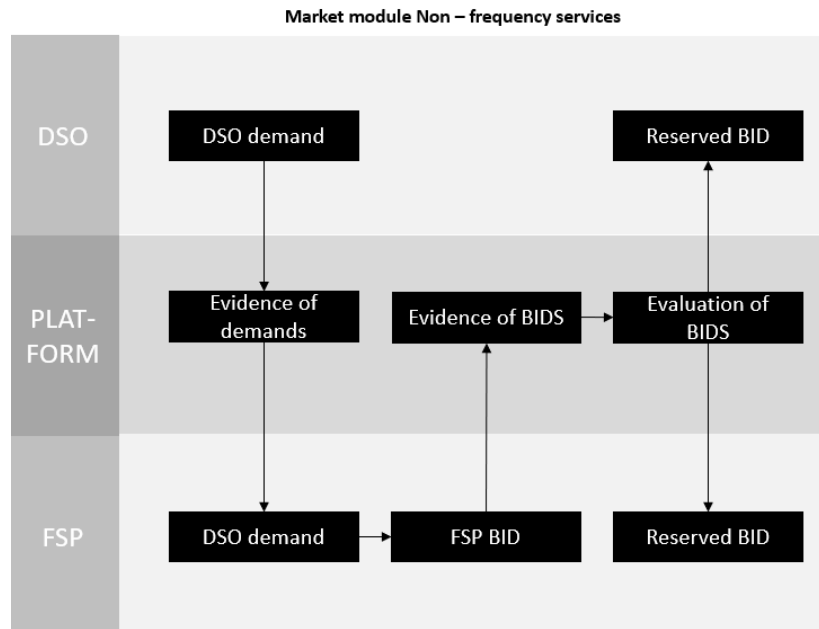 Market module Non – frequency services
DSO
DSO demand
Reserved BID
PLAT-
FORM
Evidence of
demands
Evidence of BIDS
Evaluation of
BIDS
FSP
DSO demand
FSP BID
Reserved BID